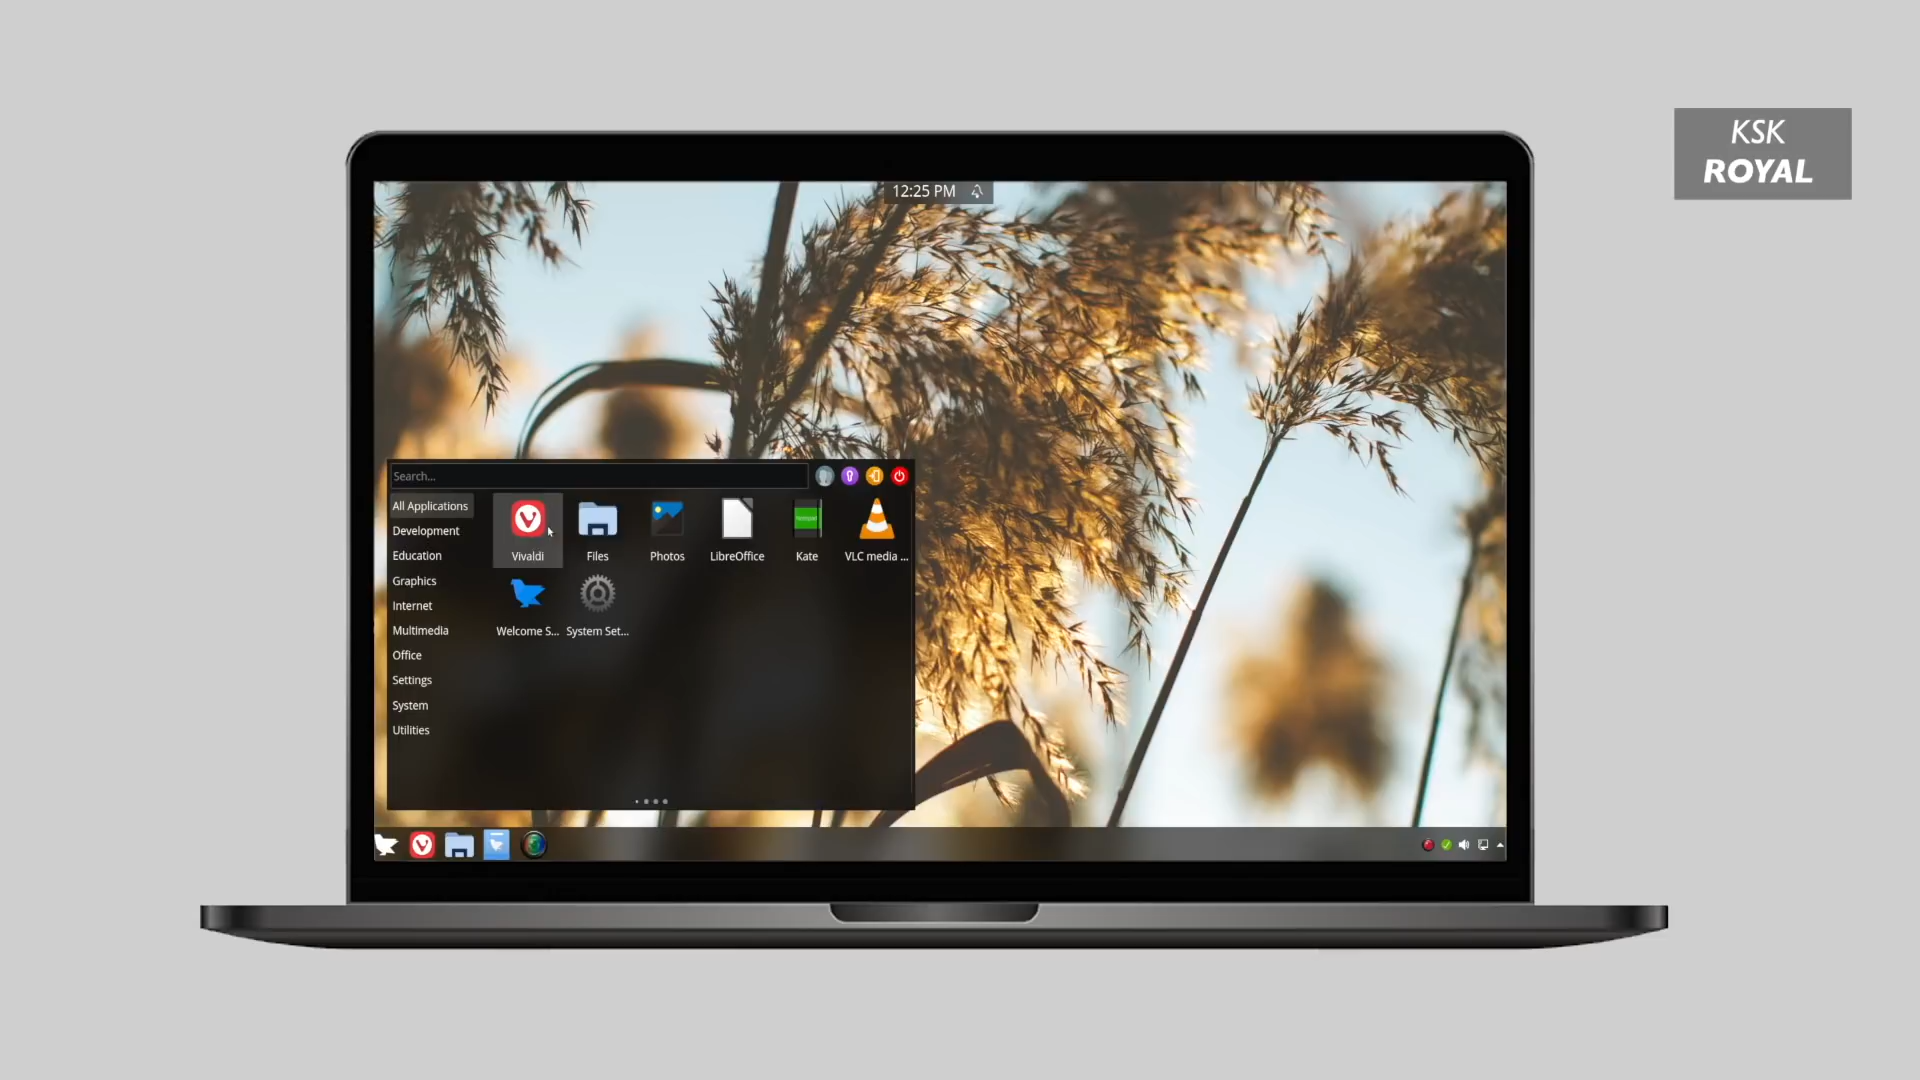 KSK
ROYAL
12:25 PM
Search...
All Applications
Development
Education
Graphics
Internet
Multimedia
Office
Settings
System
Utilities
Vivaldi
Files
Photos
LibreOffice
Kate
VLC media ...
Welcome S...
System Set...